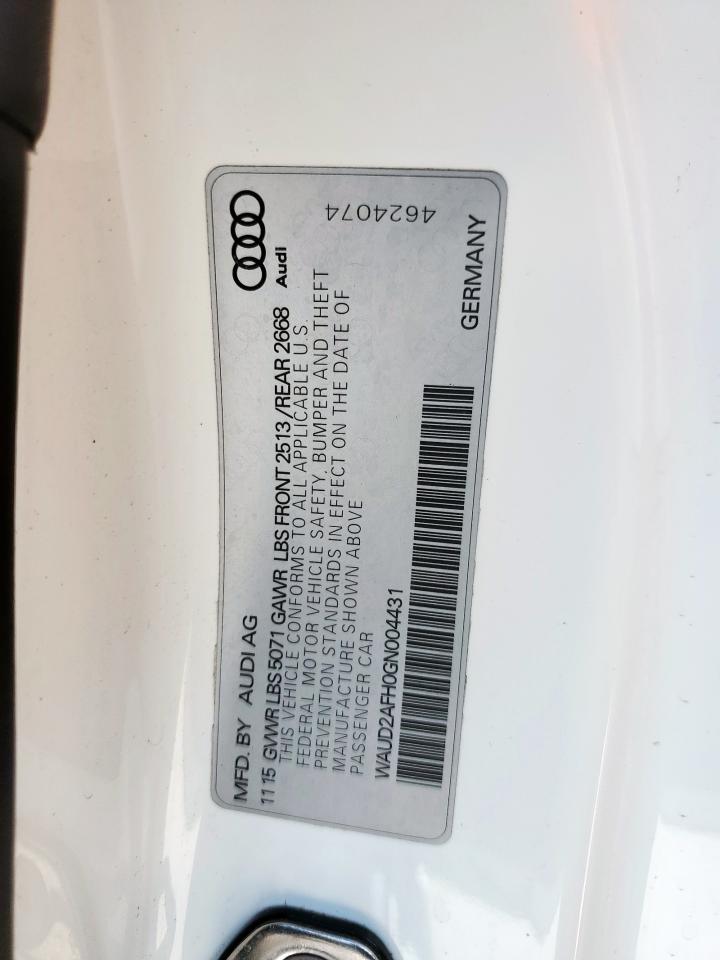 MFD. BY AUDI AG
11 15 GVWR LBS 5071 GAWR LBS FRONT 2513 / REAR 2668
THIS VEHICLE CONFORMS TO ALL APPLICABLE U.S.
FEDERAL MOTOR VEHICLE SAFETY, BUMPER AND THEFT
PREVENTION STANDARDS IN EFFECT ON THE DATE OF
MANUFACTURE SHOWN ABOVE
PASSENGER CAR
WAUD2AFH0GN004431
Audi
4624074
GERMANY